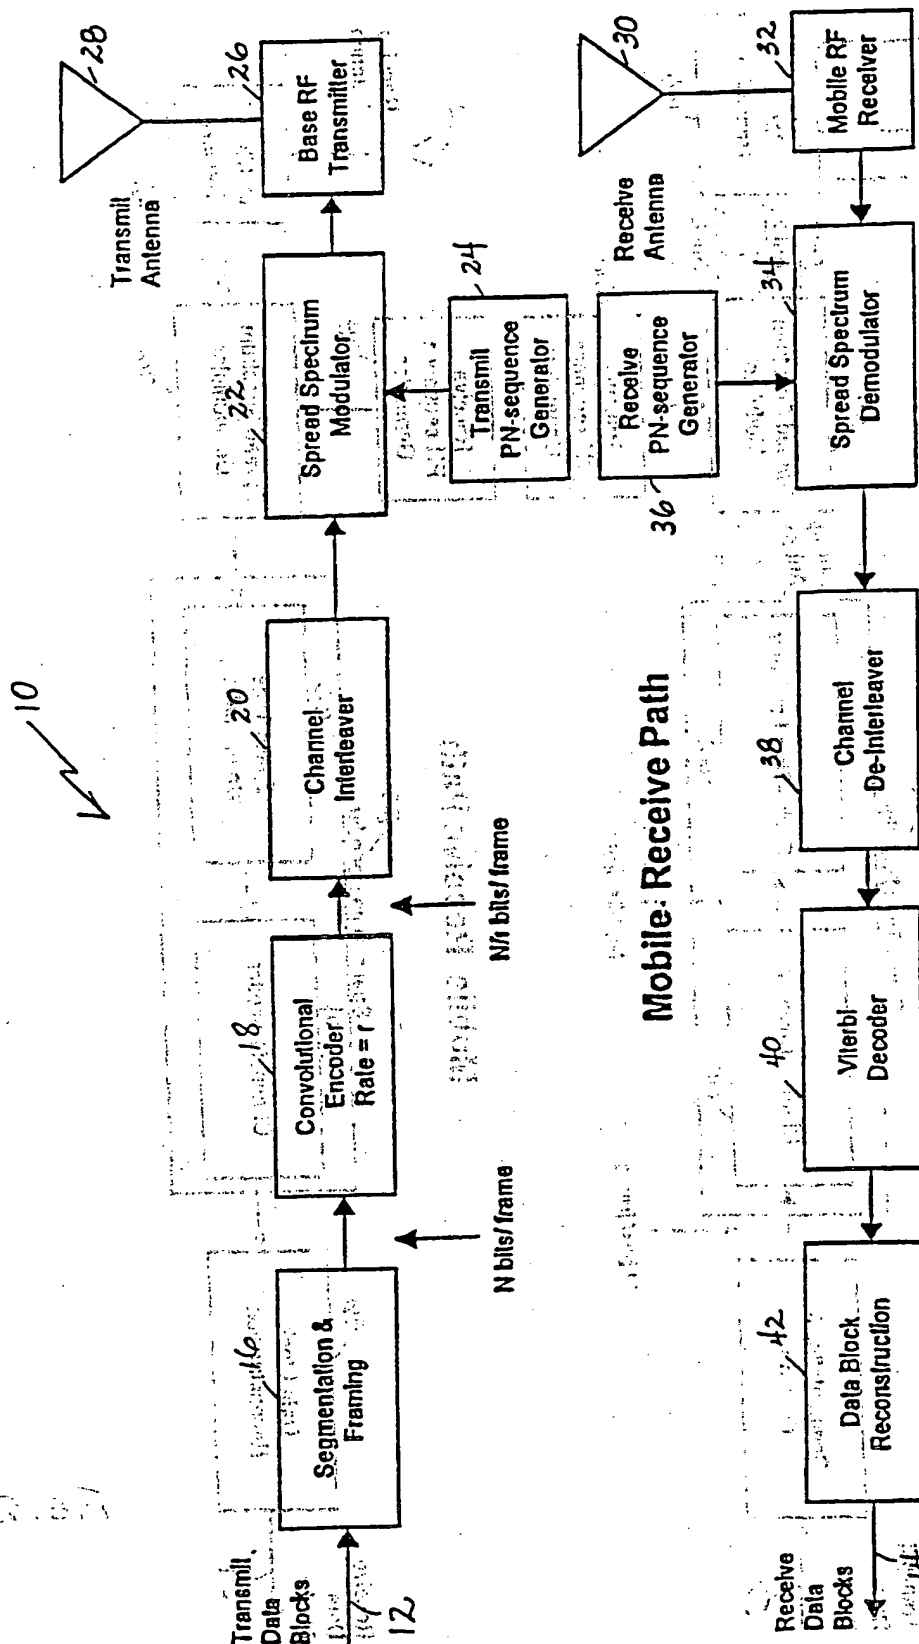 10
Transmit
Data
Blocks
12
16
Segmentation &
Framing
N bits/frame
18
Convolutional
Encoder
Rate = r
N/r bits/frame
20
Channel
Interleaver
22
Spread Spectrum
Modulator
24
Transmit
PN-sequence
Generator
26
Base RF
Transmitter
Transmit
Antenna
28
Mobile: Receive Path
Receive
Antenna
30
32
Mobile RF
Receiver
34
Spread Spectrum
Demodulator
36
Receive
PN-sequence
Generator
38
Channel
De-Interleaver
40
Viterbi
Decoder
42
Data Block
Reconstruction
Receive
Data
Blocks